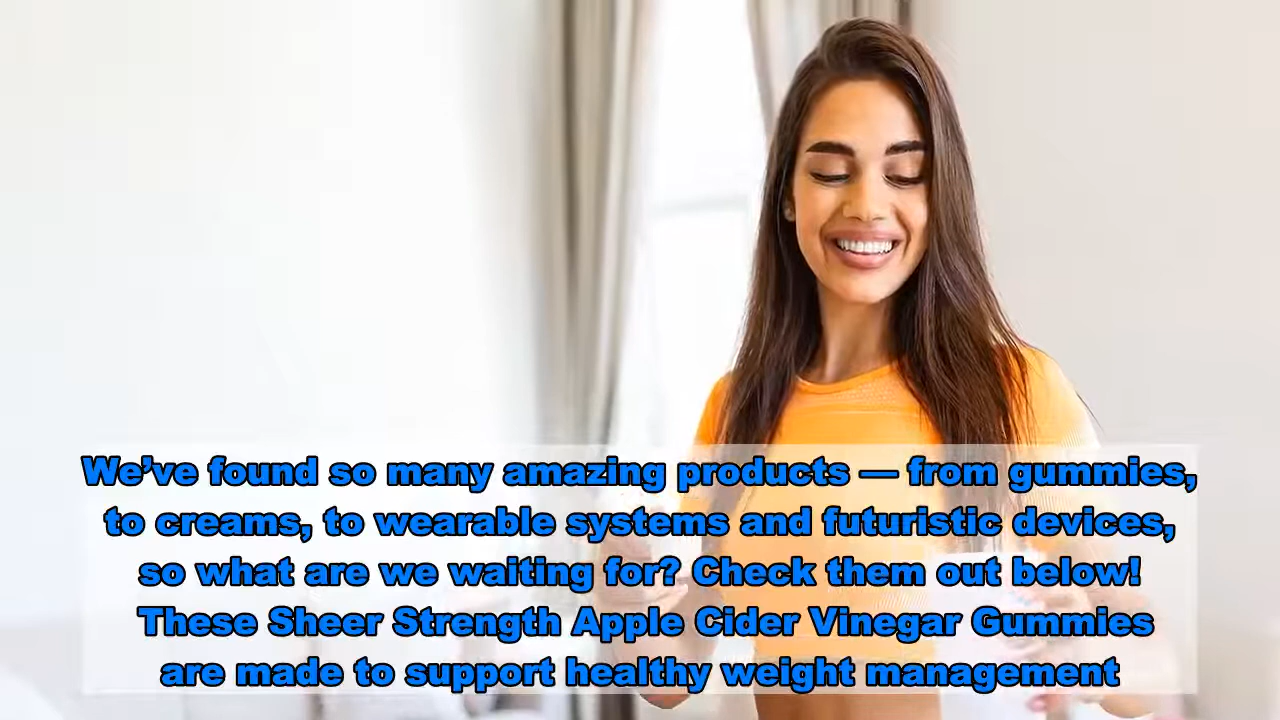 We’ve found so many amazing products — from gummies,
to creams, to wearable systems and futuristic devices,
so what are we waiting for? Check them out below!
These Sheer Strength Apple Cider Vinegar Gummies
are made to support healthy weight management